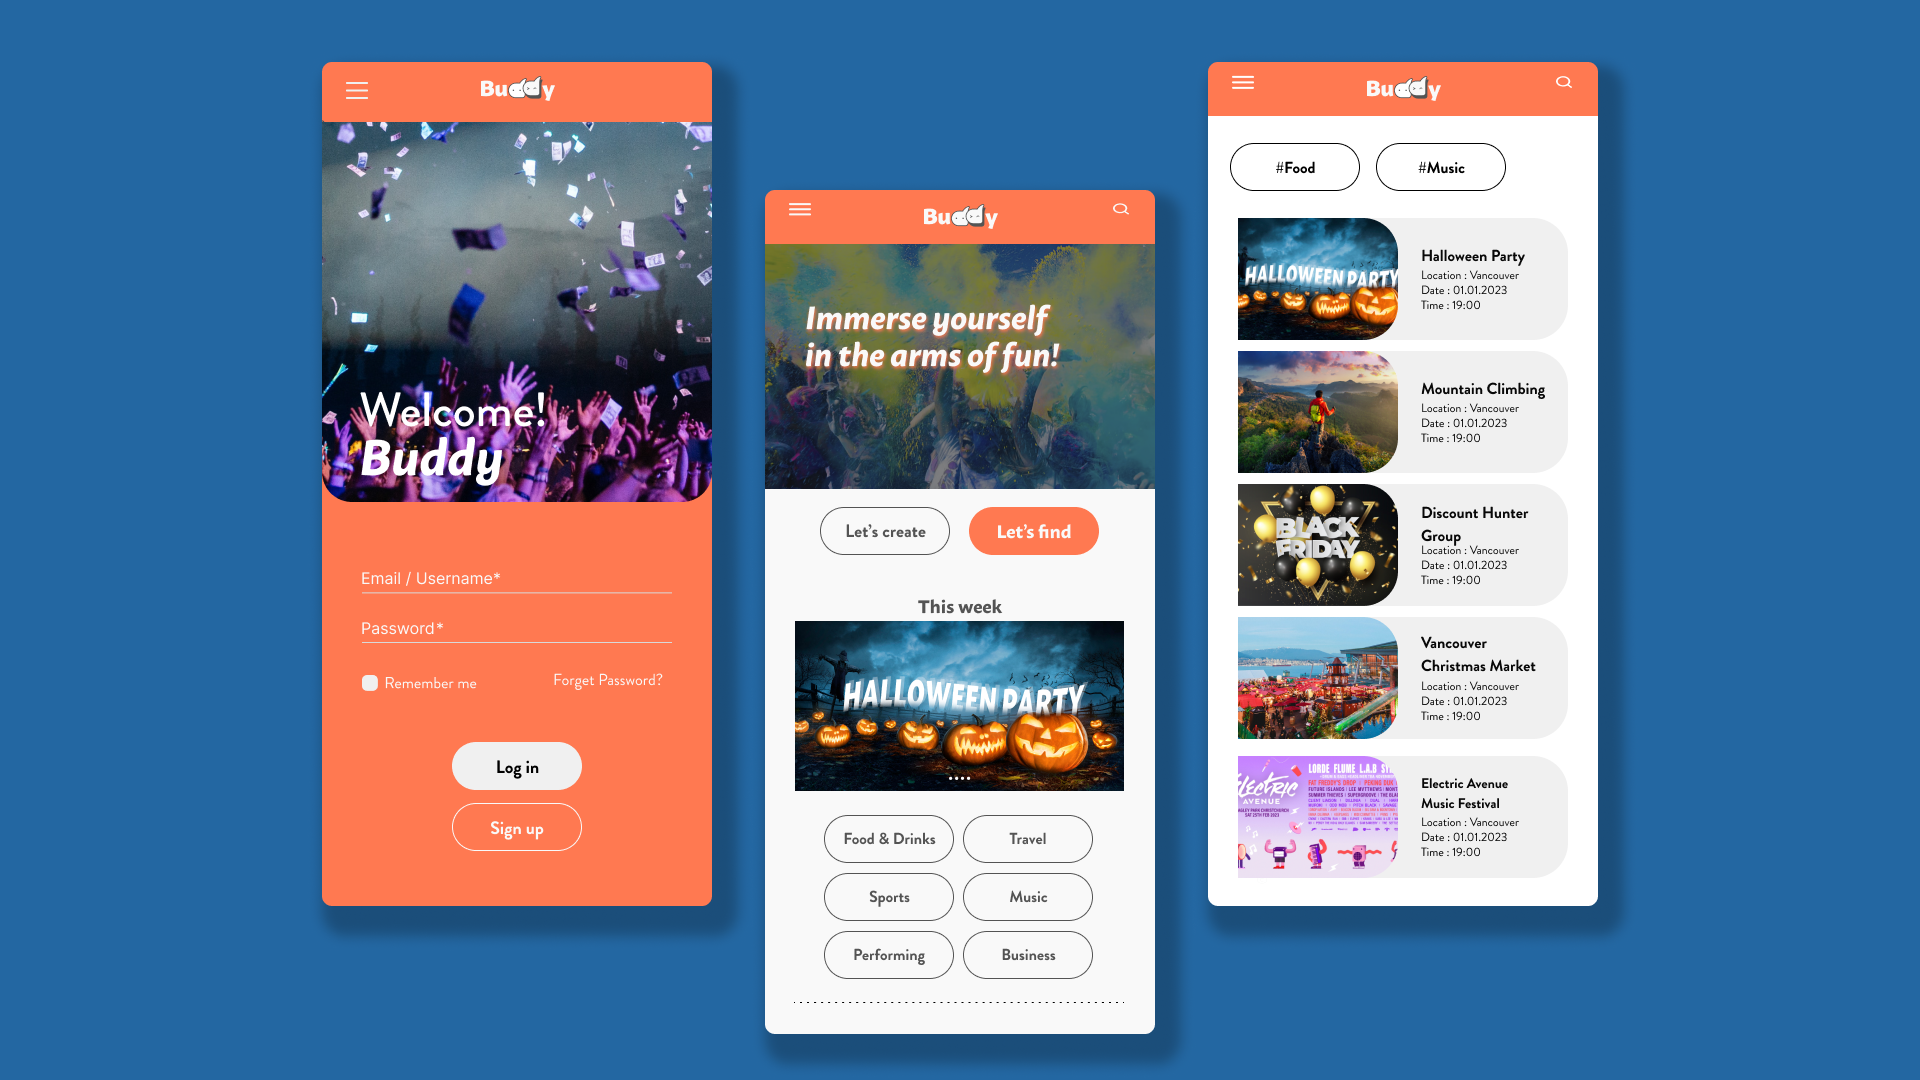 Buddy
Welcome!
Buddy
Email / Username*
Password*
Remember me
Forget Password?
Log in
Sign up
Buddy
Immerse yourself
in the arms of fun!
Let's create
Let's find
This week
HALLOWEEN PARTY
Food & Drinks
Travel
Sports
Music
Performing
Business
Buddy
#Food
#Music
HALLOWEEN PARTY
Halloween Party
Location : Vancouver
Date : 01.01.2023
Time : 19:00
Mountain Climbing
Location : Vancouver
Date : 01.01.2023
Time : 19:00
BLACK
FRIDAY
Discount Hunter
Group
Location : Vancouver
Date : 01.01.2023
Time : 19:00
Vancouver
Christmas Market
Location : Vancouver
Date : 01.01.2023
Time : 19:00
ELECTRIC
AVENUE
LORDE FLUME L.A.B
Electric Avenue
Music Festival
Location : Vancouver
Date : 01.01.2023
Time : 19:00